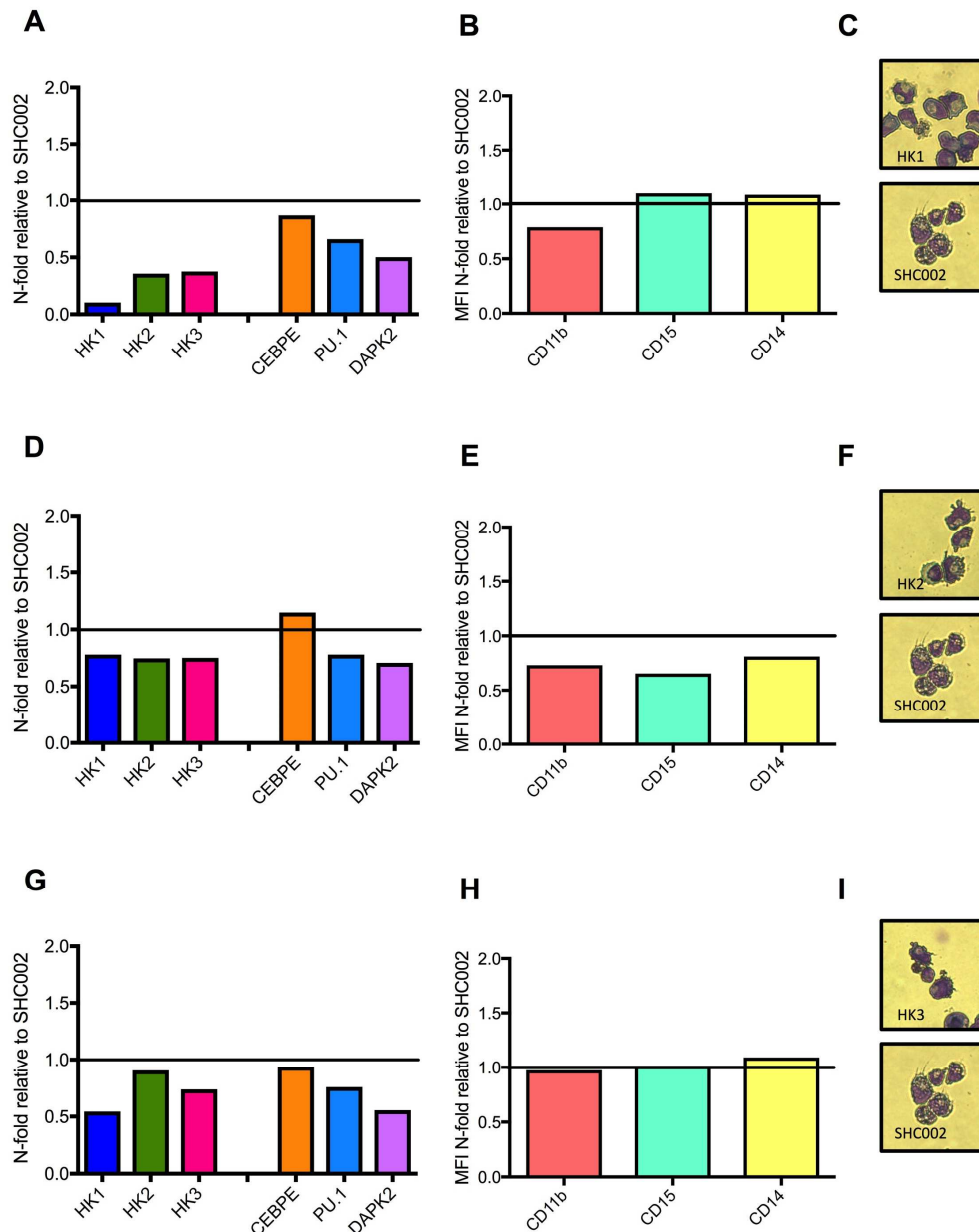 A
B
C
N-fold relative to SHC002
2.0
1.5
1.0
0.5
0.0
HK1
HK2
HK3
CEBPE
PU.1
DAPK2
MFI N-fold relative to SHC002
2.0
1.5
1.0
0.5
0.0
CD11b
CD15
CD14
HK1
SHC002
D
E
F
N-fold relative to SHC002
2.0
1.5
1.0
0.5
0.0
HK1
HK2
HK3
CEBPE
PU.1
DAPK2
MFI N-fold relative to SHC002
2.0
1.5
1.0
0.5
0.0
CD11b
CD15
CD14
HK2
SHC002
G
H
I
N-fold relative to SHC002
2.0
1.5
1.0
0.5
0.0
HK1
HK2
HK3
CEBPE
PU.1
DAPK2
MFI N-fold relative to SHC002
2.0
1.5
1.0
0.5
0.0
CD11b
CD15
CD14
HK3
SHC002